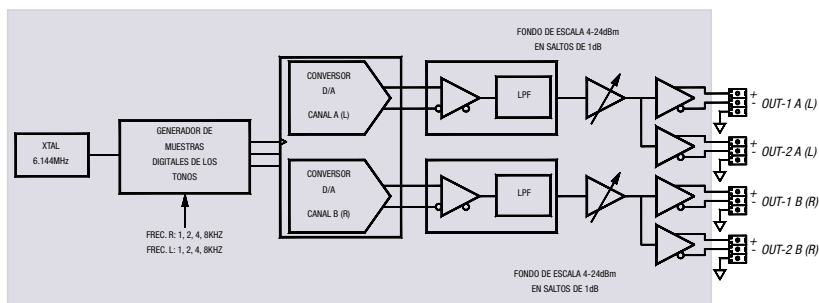 FONDO DE ESCALA 4-24dBm
EN SALTOS DE 1dB
CONVERSOR
D/A
CANAL A (L)
LPF
+
- OUT-1 A (L)
XTAL
6.144MHz
GENERADOR DE
MUESTRAS
DIGITALES DE LOS
TONOS
+
- OUT-2 A (L)
CONVERSOR
D/A
CANAL B (R)
LPF
+
- OUT-1 B (R)
FREC. R: 1, 2, 4, 8KHZ
FREC. L: 1, 2, 4, 8KHZ
+
- OUT-2 B (R)
FONDO DE ESCALA 4-24dBm
EN SALTOS DE 1dB